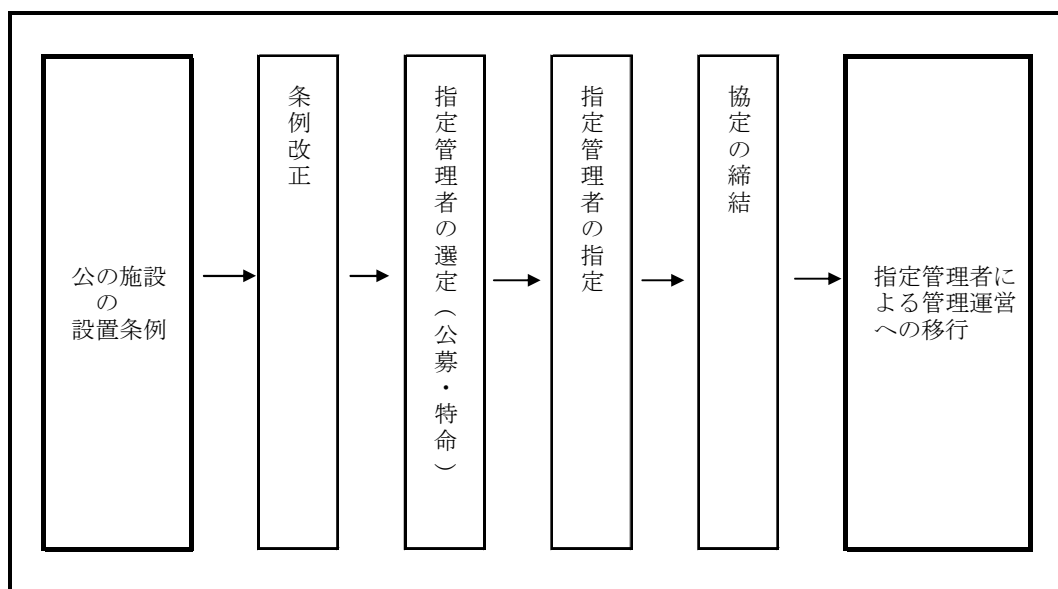 公の施設
の
設置条例
条例改正
指定管理者の選定（公募・特命）
指定管理者の指定
協定の締結
指定管理者に
よる管理運営
への移行